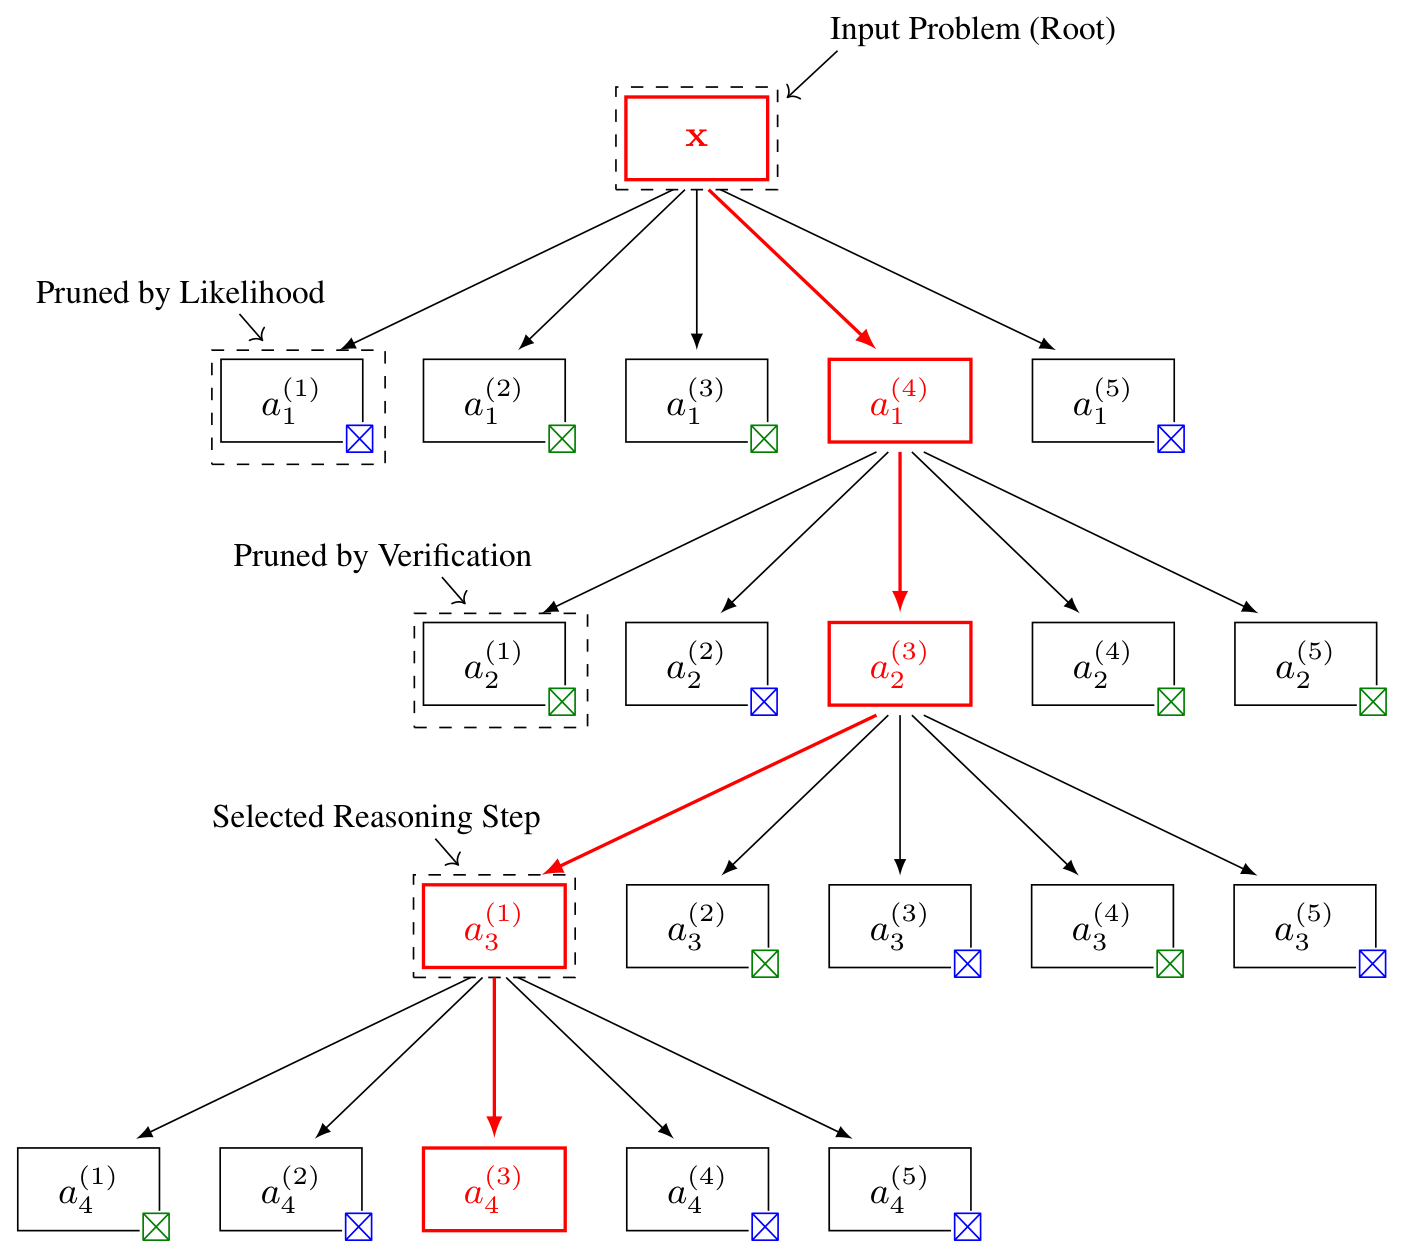 Input Problem (Root)
x
Pruned by Likelihood
a_1^{(1)} a_1^{(2)} a_1^{(3)} a_1^{(4)} a_1^{(5)}
Pruned by Verification
a_2^{(1)} a_2^{(2)} a_2^{(3)} a_2^{(4)} a_2^{(5)}
Selected Reasoning Step
a_3^{(1)} a_3^{(2)} a_3^{(3)} a_3^{(4)} a_3^{(5)}
a_4^{(1)} a_4^{(2)} a_4^{(3)} a_4^{(4)} a_4^{(5)}